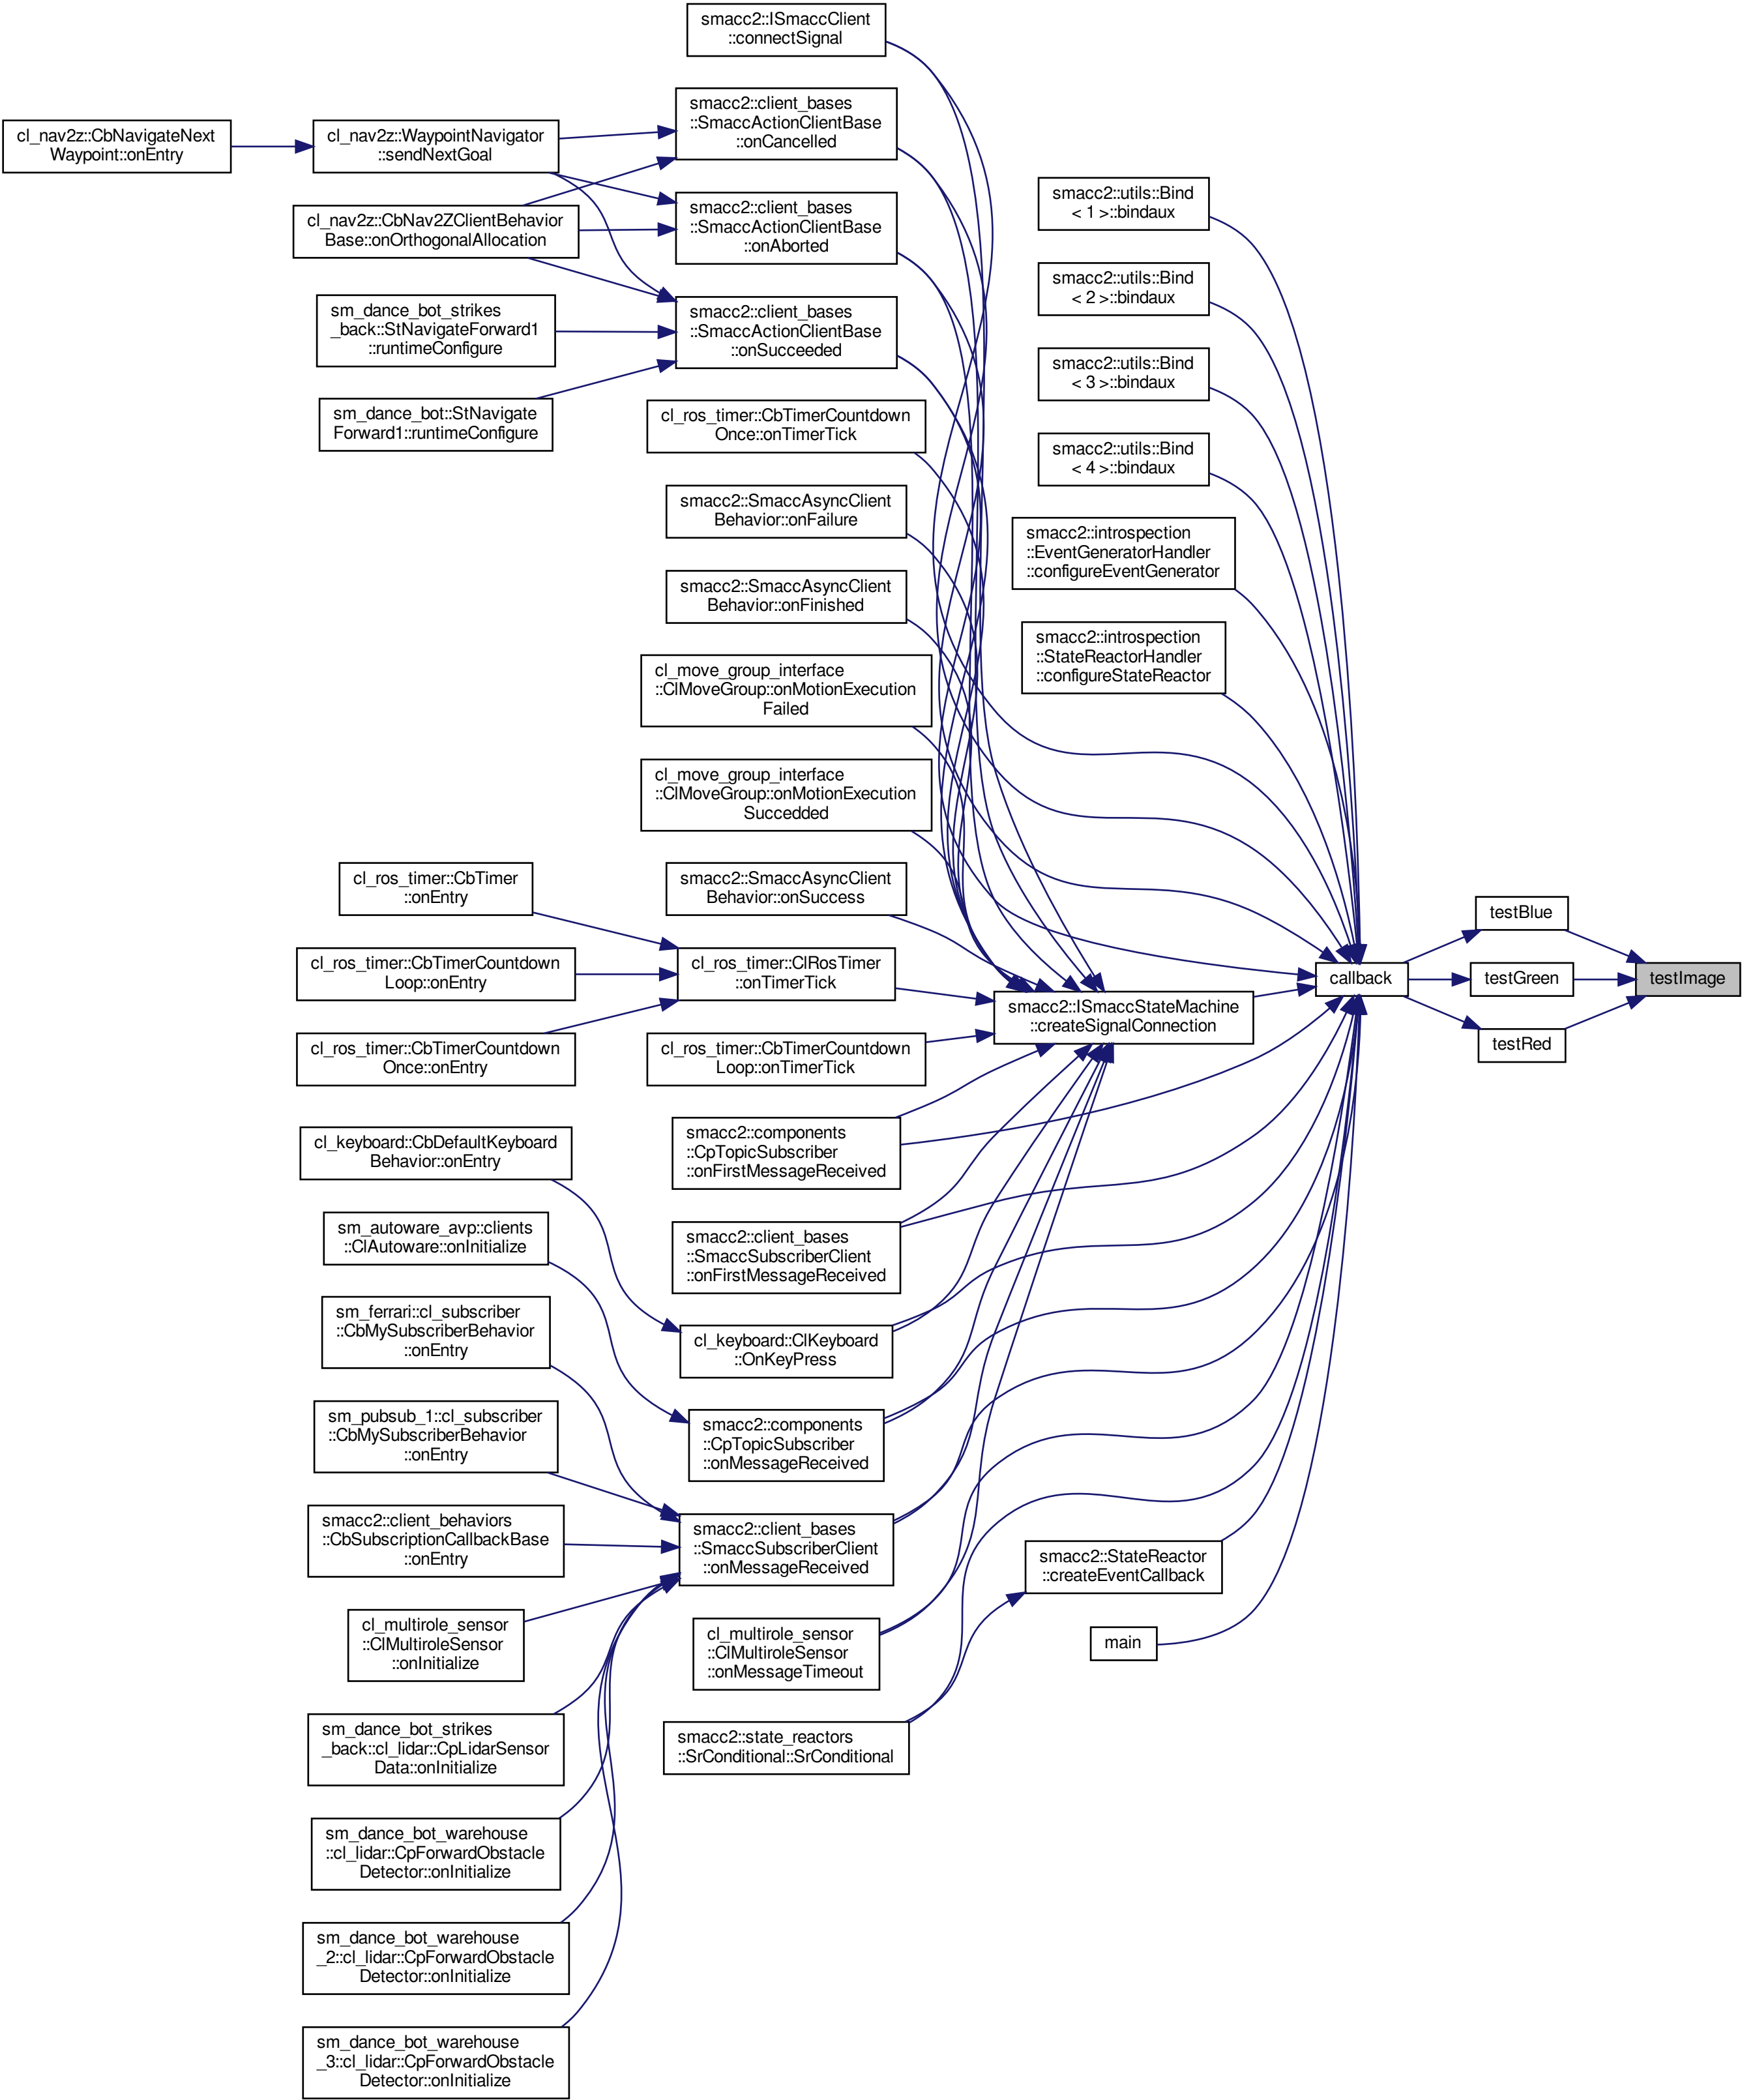 smacc2::ISmaccClient
::connectSignal
smacc2::client_bases
::SmaccActionClientBase
::onCancelled
cl_nav2z::CbNavigateNext
Waypoint::onEntry
cl_nav2z::WaypointNavigator
::sendNextGoal
smacc2::client_bases
::SmaccActionClientBase
::onAborted
cl_nav2z::CbNav2ZClientBehavior
Base::onOrthogonalAllocation
smacc2::client_bases
::SmaccActionClientBase
::onSucceeded
sm_dance_bot_strikes
_back::StNavigateForward1
::runtimeConfigure
sm_dance_bot::StNavigate
Forward1::runtimeConfigure
cl_ros_timer::CbTimerCountdown
Once::onTimerTick
smacc2::SmaccAsyncClient
Behavior::onFailure
smacc2::SmaccAsyncClient
Behavior::onFinished
cl_move_group_interface
::ClMoveGroup::onMotionExecution
Failed
cl_move_group_interface
::ClMoveGroup::onMotionExecution
Succedded
smacc2::SmaccAsyncClient
Behavior::onSuccess
cl_ros_timer::CbTimer
::onEntry
cl_ros_timer::CbTimerCountdown
Loop::onEntry
cl_ros_timer::CbTimerCountdown
Once::onEntry
cl_ros_timer::ClRosTimer
::onTimerTick
cl_ros_timer::CbTimerCountdown
Loop::onTimerTick
smacc2::components
::CpTopicSubscriber
::onFirstMessageReceived
smacc2::client_bases
::SmaccSubscriberClient
::onFirstMessageReceived
cl_keyboard::CbDefaultKeyboard
Behavior::onEntry
sm_autoware_avp::clients
::ClAutoware::onInitialize
sm_ferrari::cl_subscriber
::CbMySubscriberBehavior
::onEntry
cl_keyboard::ClKeyboard
::OnKeyPress
sm_pubsub_1::cl_subscriber
::CbMySubscriberBehavior
::onEntry
smacc2::components
::CpTopicSubscriber
::onMessageReceived
smacc2::client_behaviors
::CbSubscriptionCallbackBase
::onEntry
smacc2::client_bases
::SmaccSubscriberClient
::onMessageReceived
cl_multirole_sensor
::ClMultiroleSensor
::onInitialize
cl_multirole_sensor
::ClMultiroleSensor
::onMessageTimeout
sm_dance_bot_strikes
_back::cl_lidar::CpLidarSensor
Data::onInitialize
smacc2::state_reactors
::SrConditional::SrConditional
sm_dance_bot_warehouse
::cl_lidar::CpForwardObstacle
Detector::onInitialize
sm_dance_bot_warehouse
_2::cl_lidar::CpForwardObstacle
Detector::onInitialize
sm_dance_bot_warehouse
_3::cl_lidar::CpForwardObstacle
Detector::onInitialize
smacc2::utils::Bind
< 1 >::bindaux
smacc2::utils::Bind
< 2 >::bindaux
smacc2::utils::Bind
< 3 >::bindaux
smacc2::utils::Bind
< 4 >::bindaux
smacc2::introspection
::EventGeneratorHandler
::configureEventGenerator
smacc2::introspection
::StateReactorHandler
::configureStateReactor
smacc2::ISmaccStateMachine
::createSignalConnection
smacc2::StateReactor
::createEventCallback
main
callback
testBlue
testGreen
testRed
testImage